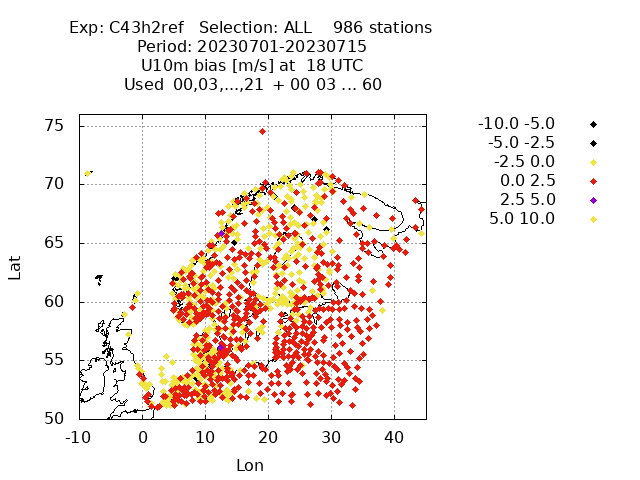 Exp: C43h2ref Selection: ALL 986 stations
Period: 20230701-20230715
U10m bias [m/s] at 18 UTC
Used 00,03,...,21 + 00 03 ... 60
-10.0 -5.0
-5.0 -2.5
-2.5 0.0
0.0 2.5
2.5 5.0
5.0 10.0
75
70
65
60
55
50
Lat
-10 0 10 20 30 40
Lon